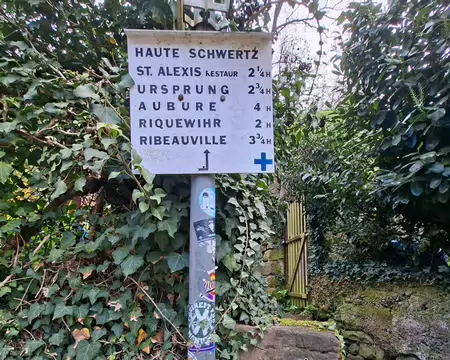 HAUTE SCHWERTZ
ST. ALEXIS RESTAUR 2 1/4 H
URSPRUNG 2 3/4 H
AUBURE 4 H
RIQUEWIHR 2 H
RIBEAUVILLE 3 3/4 H